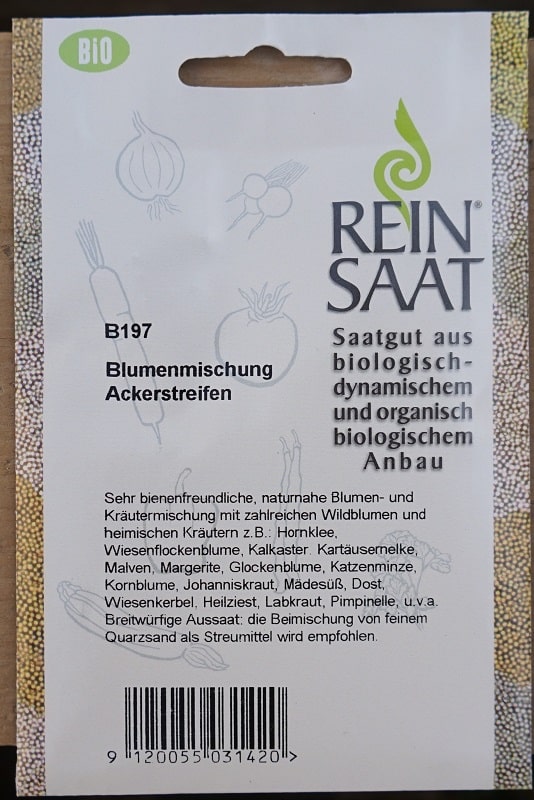 BiO
REIN®
SAAT
Saatgut aus
biologisch-
dynamischem
und organisch
biologischem
Anbau
B197
Blumenmischung
Ackerstreifen
Sehr bienenfreundliche, naturnahe Blumen- und
Kräutermischung mit zahlreichen Wildblumen und
heimischen Kräutern z.B.: Hornklee,
Wiesenflockenblume, Kalkaster. Kartäusernelke,
Malven, Margerite, Glockenblume, Katzenminze,
Kornblume, Johanniskraut, Mädesüß, Dost,
Wiesenkerbel, Heilziest, Labkraut, Pimpinelle, u.v.a.
Breitwürfige Aussaat: die Beimischung von feinem
Quarzsand als Streumittel wird empfohlen.
9 120055 031420 >